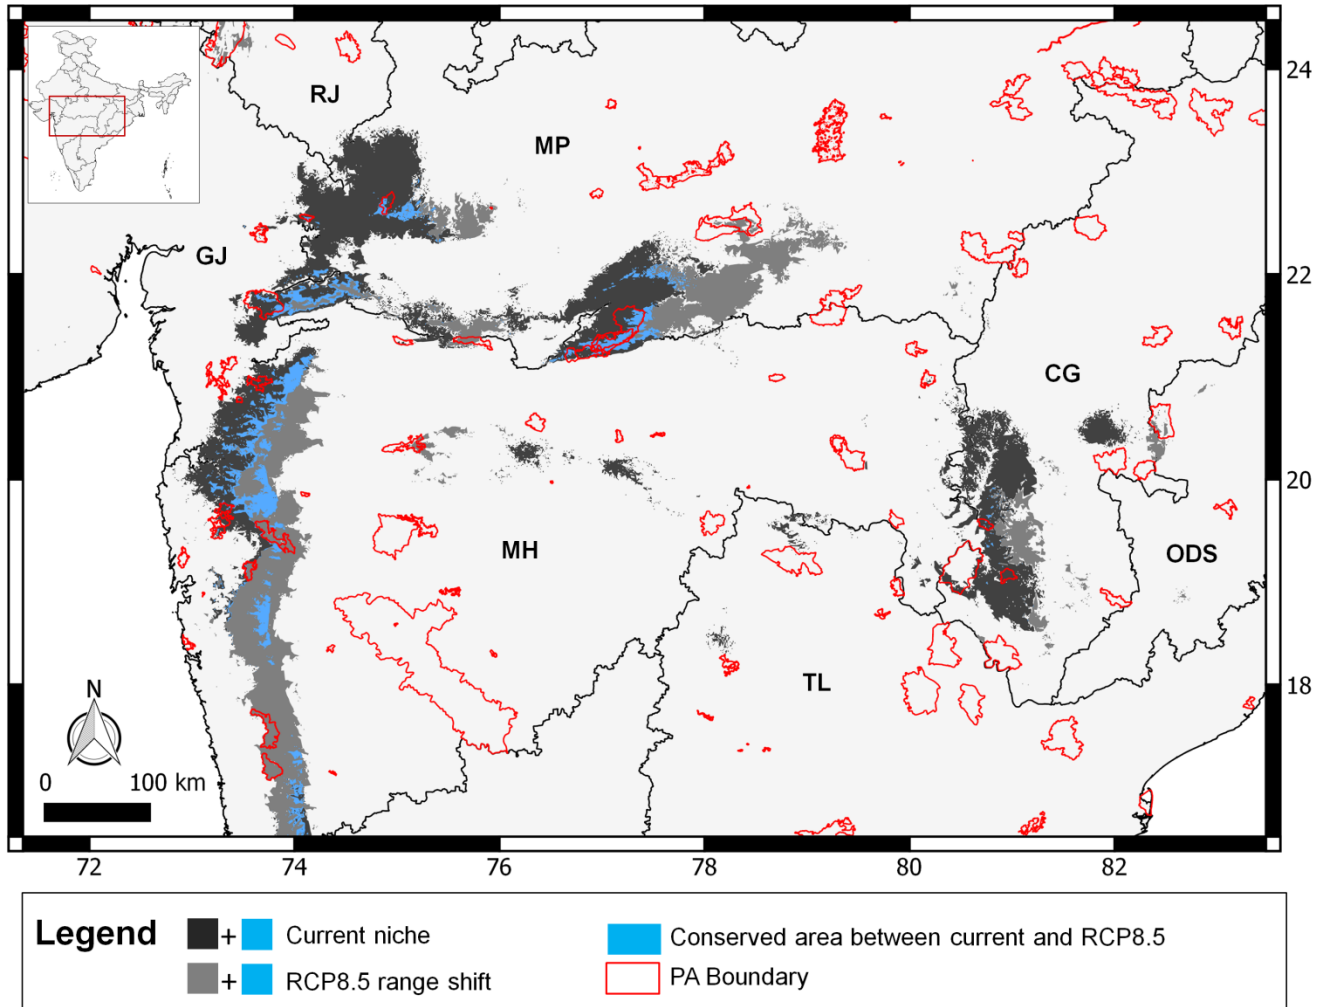 RJ
MP
GJ
CG
MH
ODS
TL
N
0 100 km
24
22
20
18
72 74 76 78 80 82
Legend
+ Current niche
+ RCP8.5 range shift
Conserved area between current and RCP8.5
PA Boundary